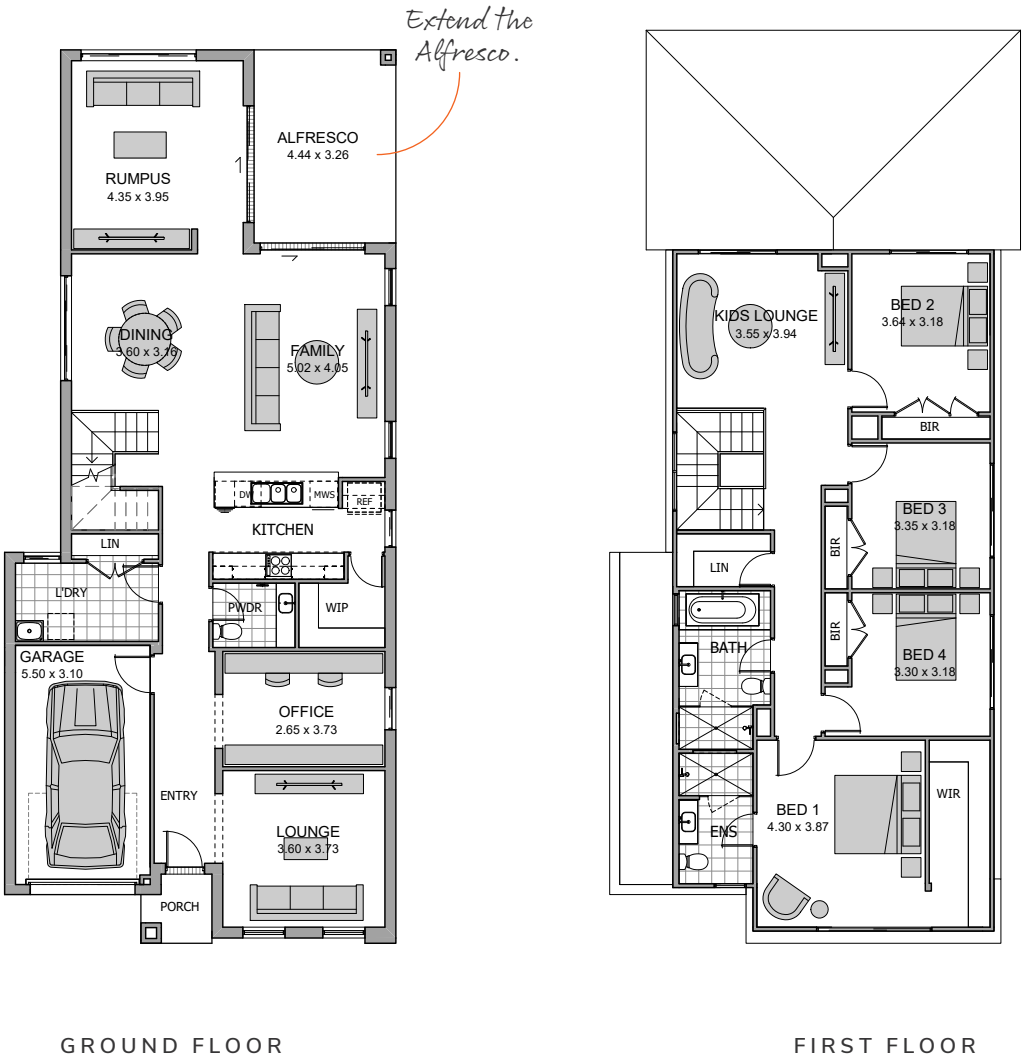 Extend the
Alfresco.
ALFRESCO
4.44 x 3.26
RUMPUS
4.35 x 3.95
DINING
3.60 x 3.16
FAMILY
5.02 x 4.05
DW
MWS
REF
KITCHEN
LIN
L'DRY
PWDR
WIP
GARAGE
5.50 x 3.10
OFFICE
2.65 x 3.73
ENTRY
LOUNGE
3.60 x 3.73
PORCH
GROUND FLOOR
KIDS LOUNGE
3.55 x 3.94
BED 2
3.64 x 3.18
BIR
BED 3
3.35 x 3.18
BIR
LIN
BIR
BATH
BED 4
3.30 x 3.18
BED 1
4.30 x 3.87
WIR
ENS
FIRST FLOOR